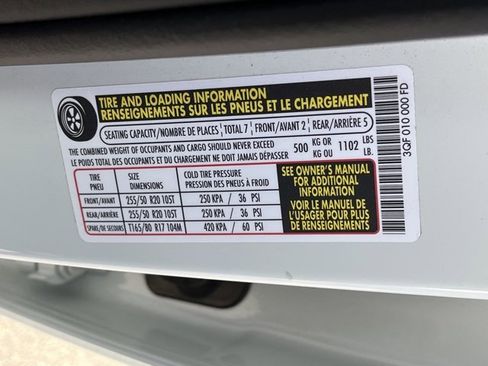 TIRE AND LOADING INFORMATION
RENSEIGNEMENTS SUR LES PNEUS ET LE CHARGEMENT
SEATING CAPACITY/NOMBRE DE PLACES TOTAL 7 FRONT/AVANT 2 REAR/ARRIÈRE 5
THE COMBINED WEIGHT OF OCCUPANTS AND CARGO SHOULD NEVER EXCEED 500 KG OR 1102 LBS
LE POIDS TOTAL DES OCCUPANTS ET DU CHARGEMENT NE DOIT JAMAIS DÉPASSER KG OU LB.
TIRE SIZE COLD TIRE PRESSURE
PNEU DIMENSIONS PRESSION DES PNEUS À FROID
FRONT/AVANT 255/50 R20 105T 250 KPA / 36 PSI
REAR/ARRIÈRE 255/50 R20 105T 250 KPA / 36 PSI
SPARE/DE SECOURS T165/80 R17 104M 420 KPA / 60 PSI
SEE OWNER'S MANUAL
FOR ADDITIONAL
INFORMATION
VOIR LE MANUEL DE
L'USAGER POUR PLUS
DE RENSEIGNEMENTS
3QF 010 000 FD